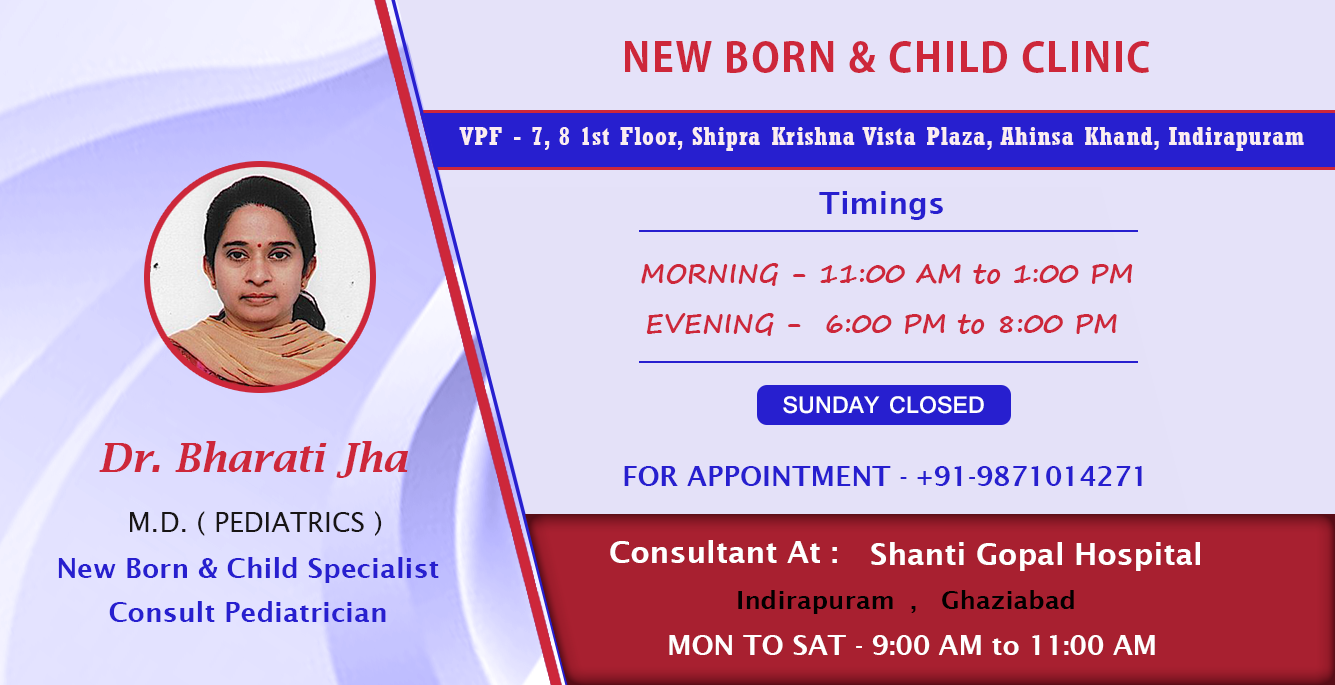 NEW BORN & CHILD CLINIC
VPF - 7, 8 1st Floor, Shipra Krishna Vista Plaza, Ahinsa Khand, Indirapuram
Timings
MORNING - 11:00 AM to 1:00 PM
EVENING - 6:00 PM to 8:00 PM
SUNDAY CLOSED
FOR APPOINTMENT - +91-9871014271
Dr. Bharati Jha
M.D. ( PEDIATRICS )
New Born & Child Specialist
Consult Pediatrician
Consultant At : Shanti Gopal Hospital
Indirapuram , Ghaziabad
MON TO SAT - 9:00 AM to 11:00 AM